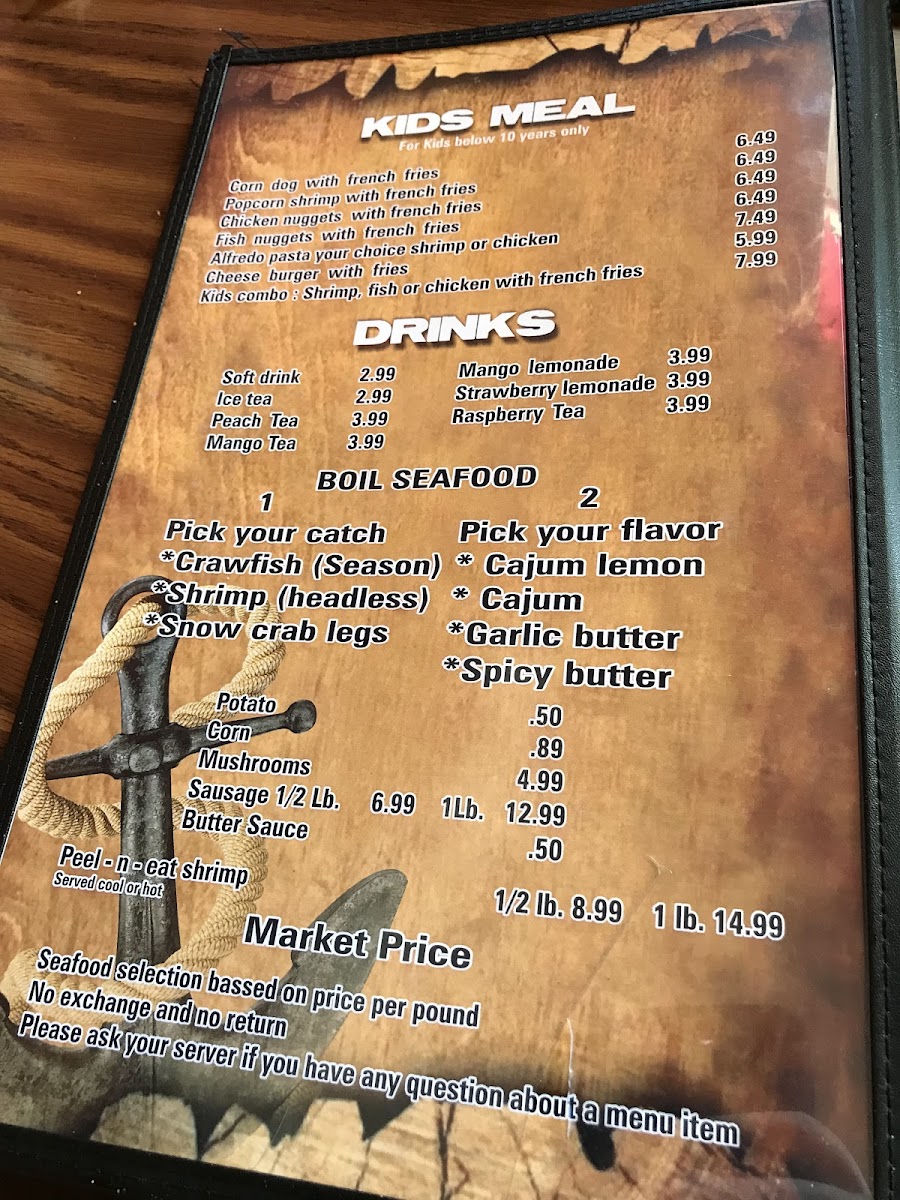 KIDS MEAL
For Kids below 10 years only
Corn dog with french fries 6.49
Popcorn shrimp with french fries 6.49
Chicken nuggets with french fries 6.49
Fish nuggets with french fries 6.49
Alfredo pasta your choice shrimp or chicken 7.49
Cheese burger with fries 5.99
Kids combo : Shrimp, fish or chicken with french fries 7.99
DRINKS
Soft drink 2.99
Ice tea 2.99
Peach Tea 3.99
Mango Tea 3.99
Mango lemonade 3.99
Strawberry lemonade 3.99
Raspberry Tea 3.99
BOIL SEAFOOD
1
Pick your catch
*Crawfish (Season)
*Shrimp (headless)
*Snow crab legs
2
Pick your flavor
* Cajum lemon
* Cajum
*Garlic butter
*Spicy butter
Potato .50
Corn .89
Mushrooms 4.99
Sausage 1/2 Lb. 6.99 1Lb. 12.99
Butter Sauce .50
Peel - n - eat shrimp 1/2 lb. 8.99 1 lb. 14.99
Served cool or hot
Market Price
Seafood selection bassed on price per pound
No exchange and no return
Please ask your server if you have any question about a menu item